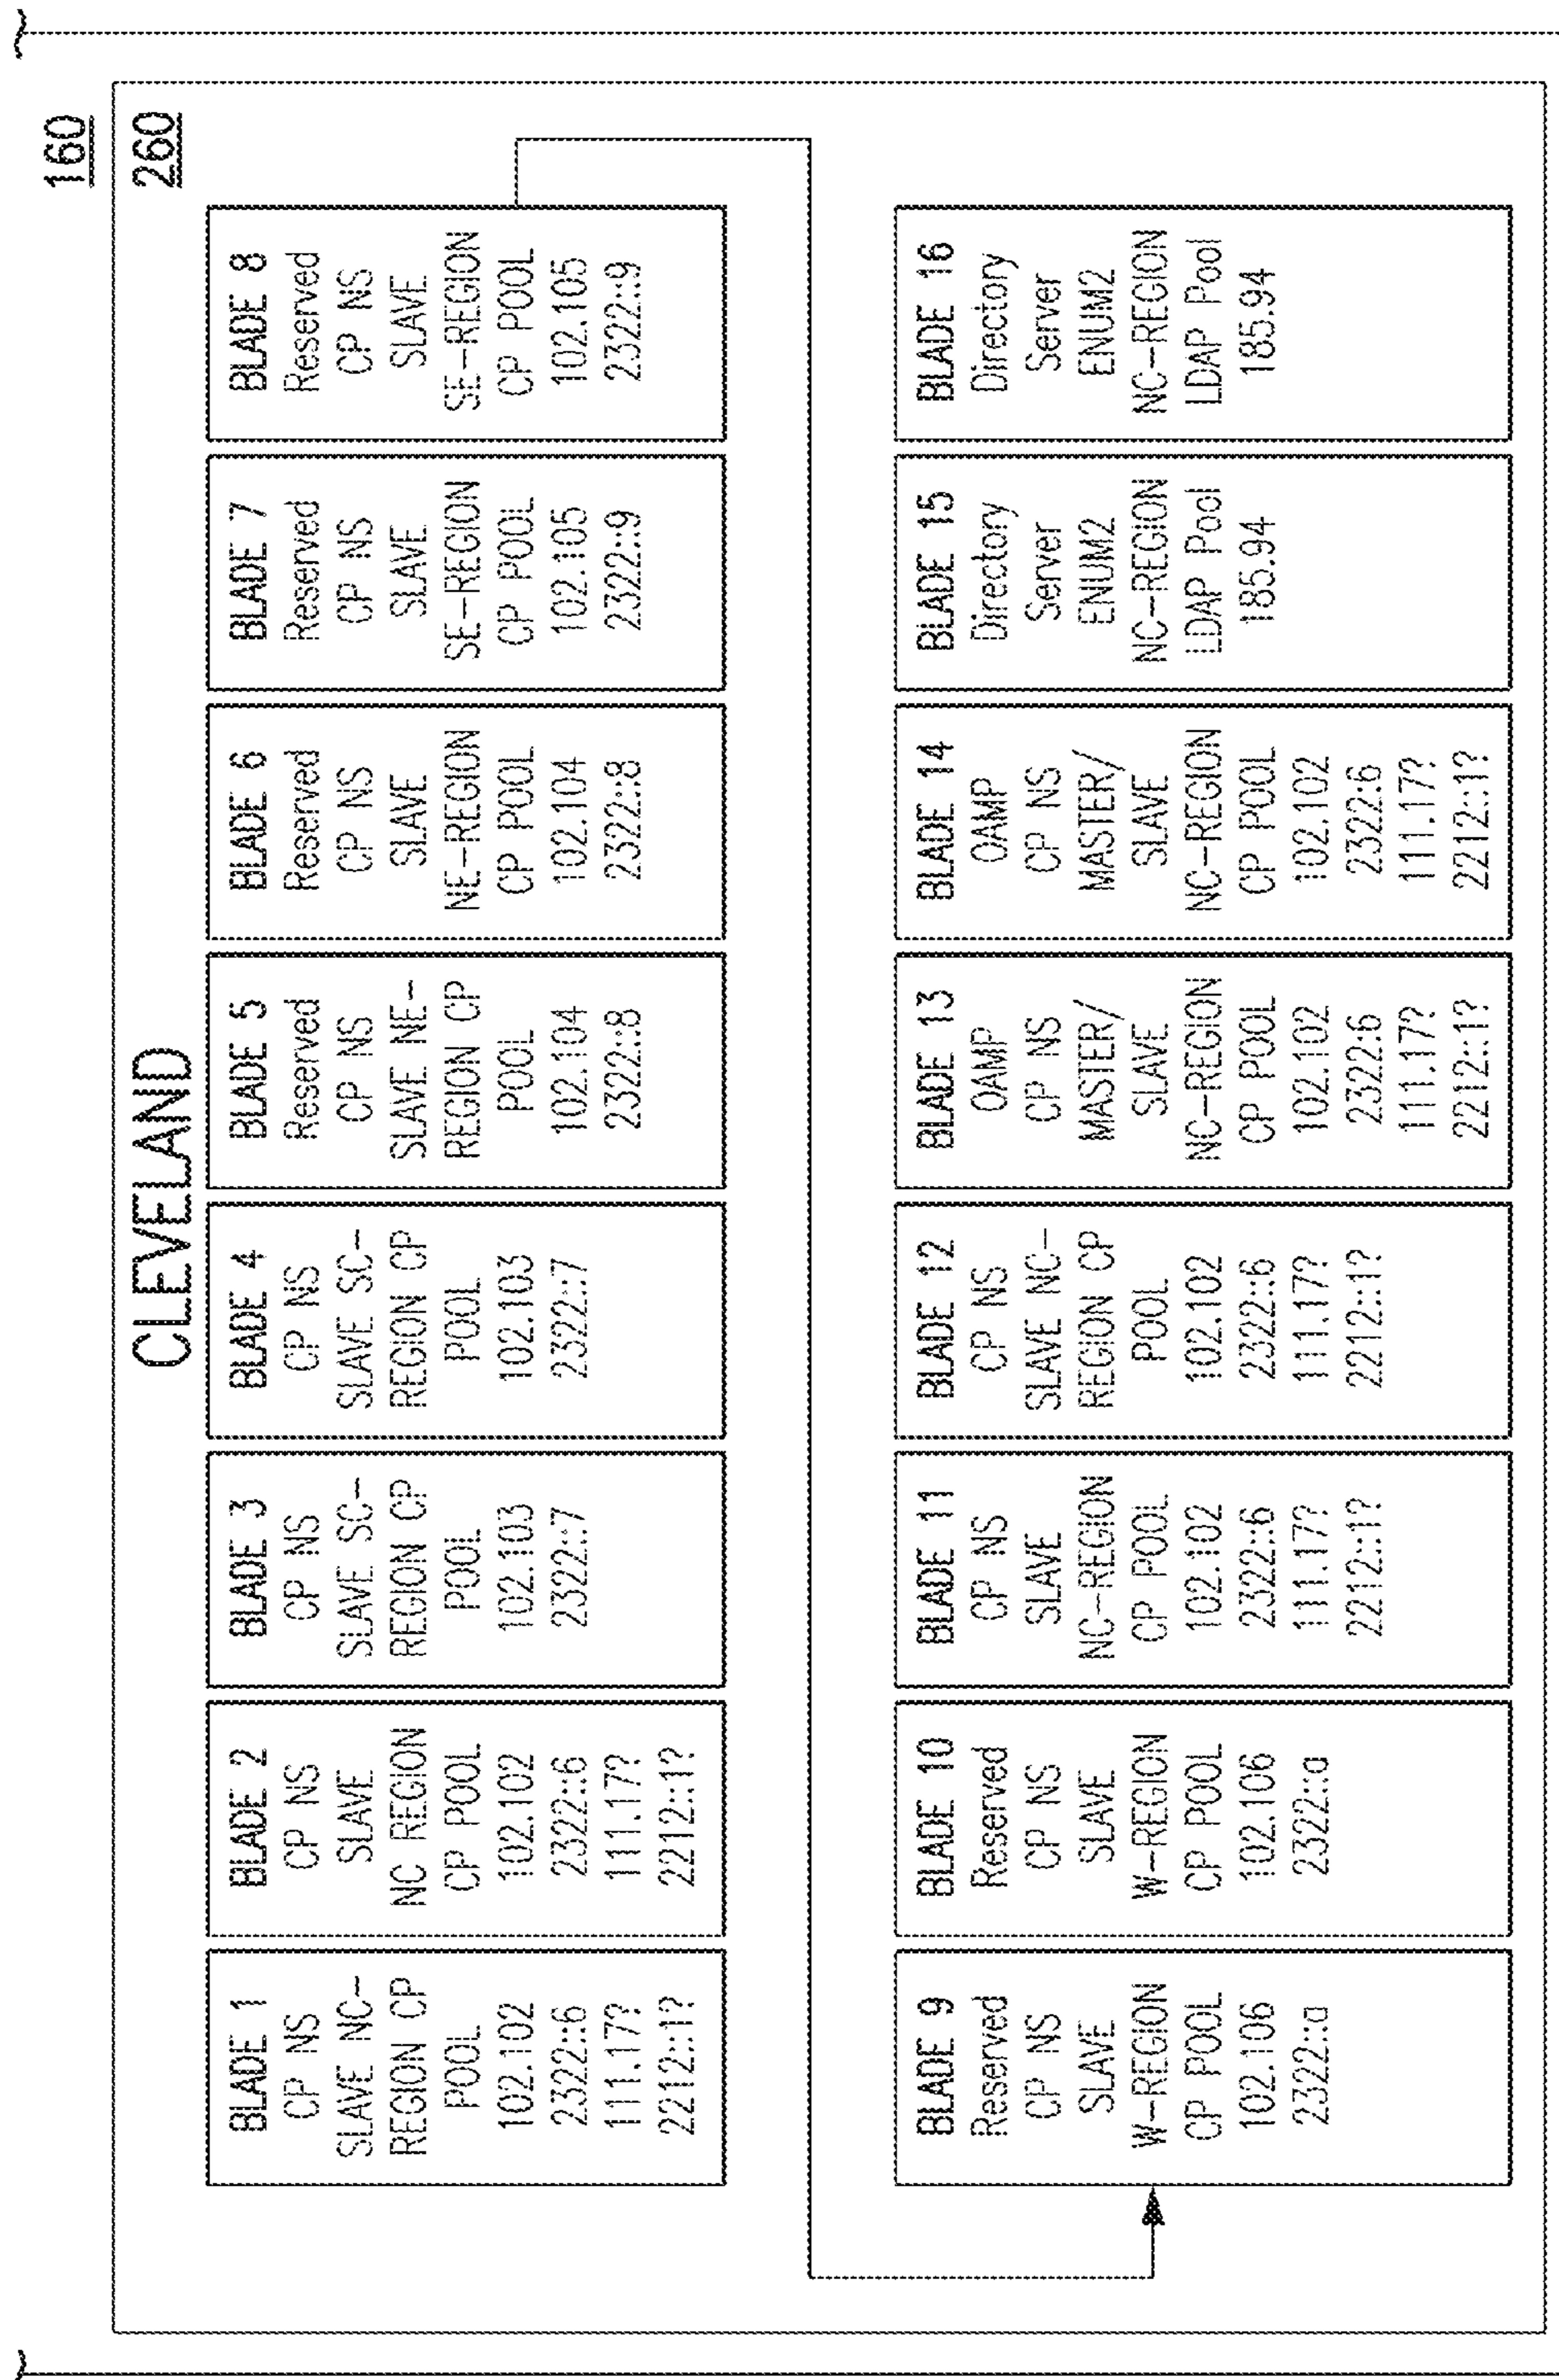 160
260
CLEVELAND
BLADE 1
CP NS
SLAVE NC-
REGION CP
POOL
102.102
2322::6
111.17?
2212::1?
BLADE 2
CP NS
SLAVE
NC REGION
CP POOL
102.102
2322::6
111.17?
2212::1?
BLADE 3
CP NS
SLAVE SC-
REGION CP
POOL
102.103
2322::7
BLADE 4
CP NS
SLAVE SC-
REGION CP
POOL
102.103
2322::7
BLADE 5
Reserved
CP NS
SLAVE NE-
REGION CP
POOL
102.104
2322::8
BLADE 6
Reserved
CP NS
SLAVE
NE-REGION
CP POOL
102.104
2322::8
BLADE 7
Reserved
CP NS
SLAVE
SE-REGION
CP POOL
102.105
2322::9
BLADE 8
Reserved
CP NS
SLAVE
SE-REGION
CP POOL
102.105
2322::9
BLADE 9
Reserved
CP NS
SLAVE
W-REGION
CP POOL
102.106
2322::a
BLADE 10
Reserved
CP NS
SLAVE
W-REGION
CP POOL
102.106
2322::a
BLADE 11
CP NS
SLAVE
NC-REGION
CP POOL
102.102
2322::6
111.17?
2212::1?
BLADE 12
CP NS
SLAVE NC-
REGION CP
POOL
102.102
2322::6
111.17?
2212::1?
BLADE 13
OAMP
CP NS
MASTER/
SLAVE
NC-REGION
CP POOL
102.102
2322:6
111.17?
2212::1?
BLADE 14
OAMP
CP NS
MASTER/
SLAVE
NC-REGION
CP POOL
102.102
2322:6
111.17?
2212::1?
BLADE 15
Directory
Server
ENUM2
NC-REGION
LDAP Pool
185.94
BLADE 16
Directory
Server
ENUM2
NC-REGION
LDAP Pool
185.94